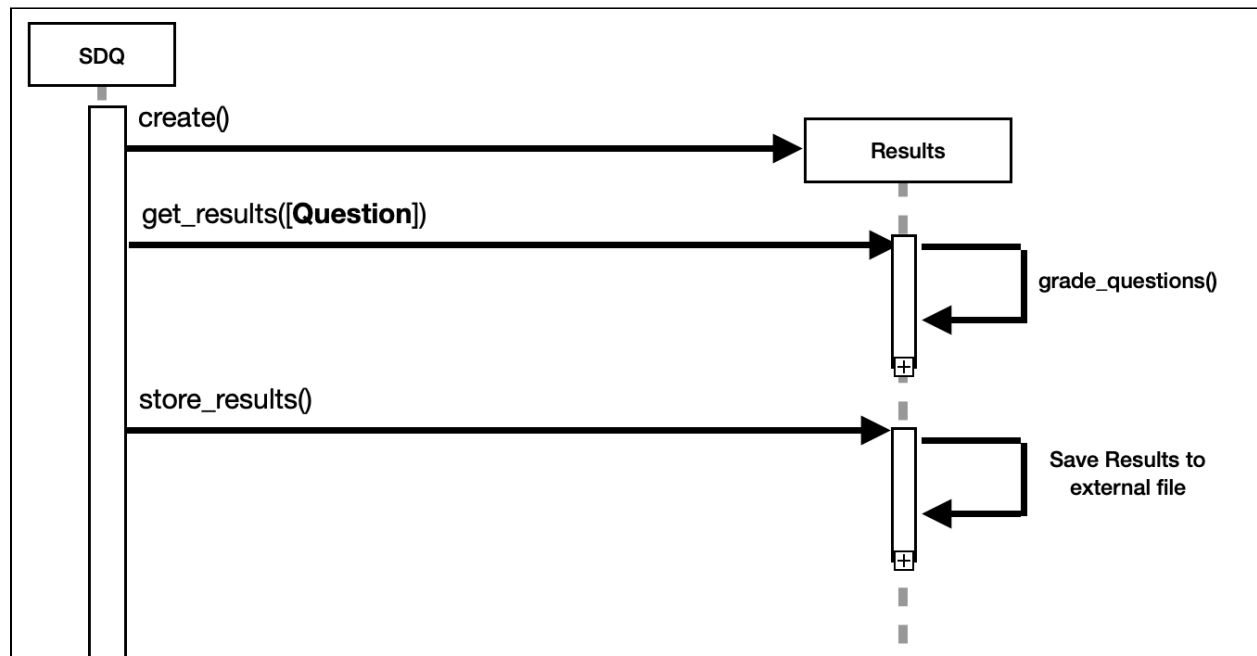 SDQ
create()
Results
get_results([Question])
grade_questions()
store_results()
Save Results to
external file